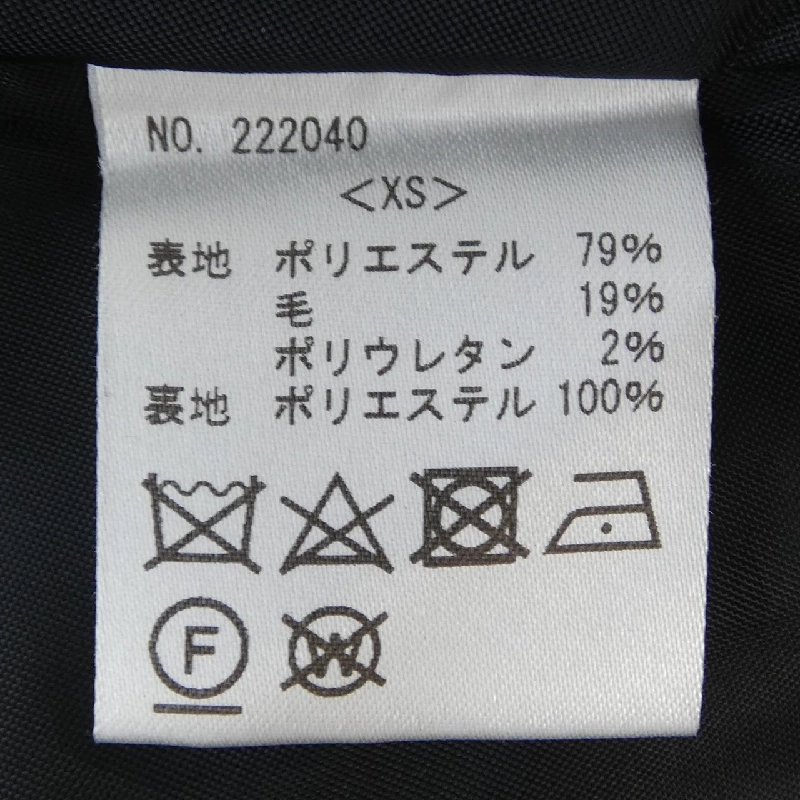 NO. 222040
<XS>
表地 ポリエステル 79%
毛 19%
ポリウレタン 2%
裏地 ポリエステル 100%
F
W